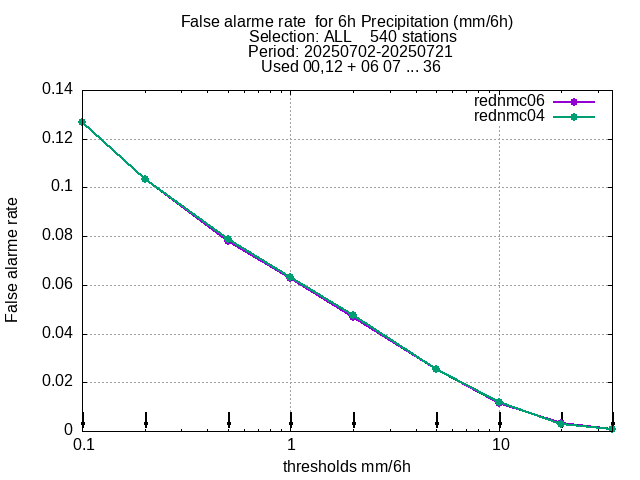 False alarme rate  for 6h Precipitation (mm/6h)
Selection: ALL    540 stations
Period: 20250702-20250721
Used 00,12 + 06 07 ... 36
rednmc06
rednmc04
0.14
0.12
0.1
0.08
0.06
0.04
0.02
0
False alarme rate
0.1 1 10
thresholds mm/6h